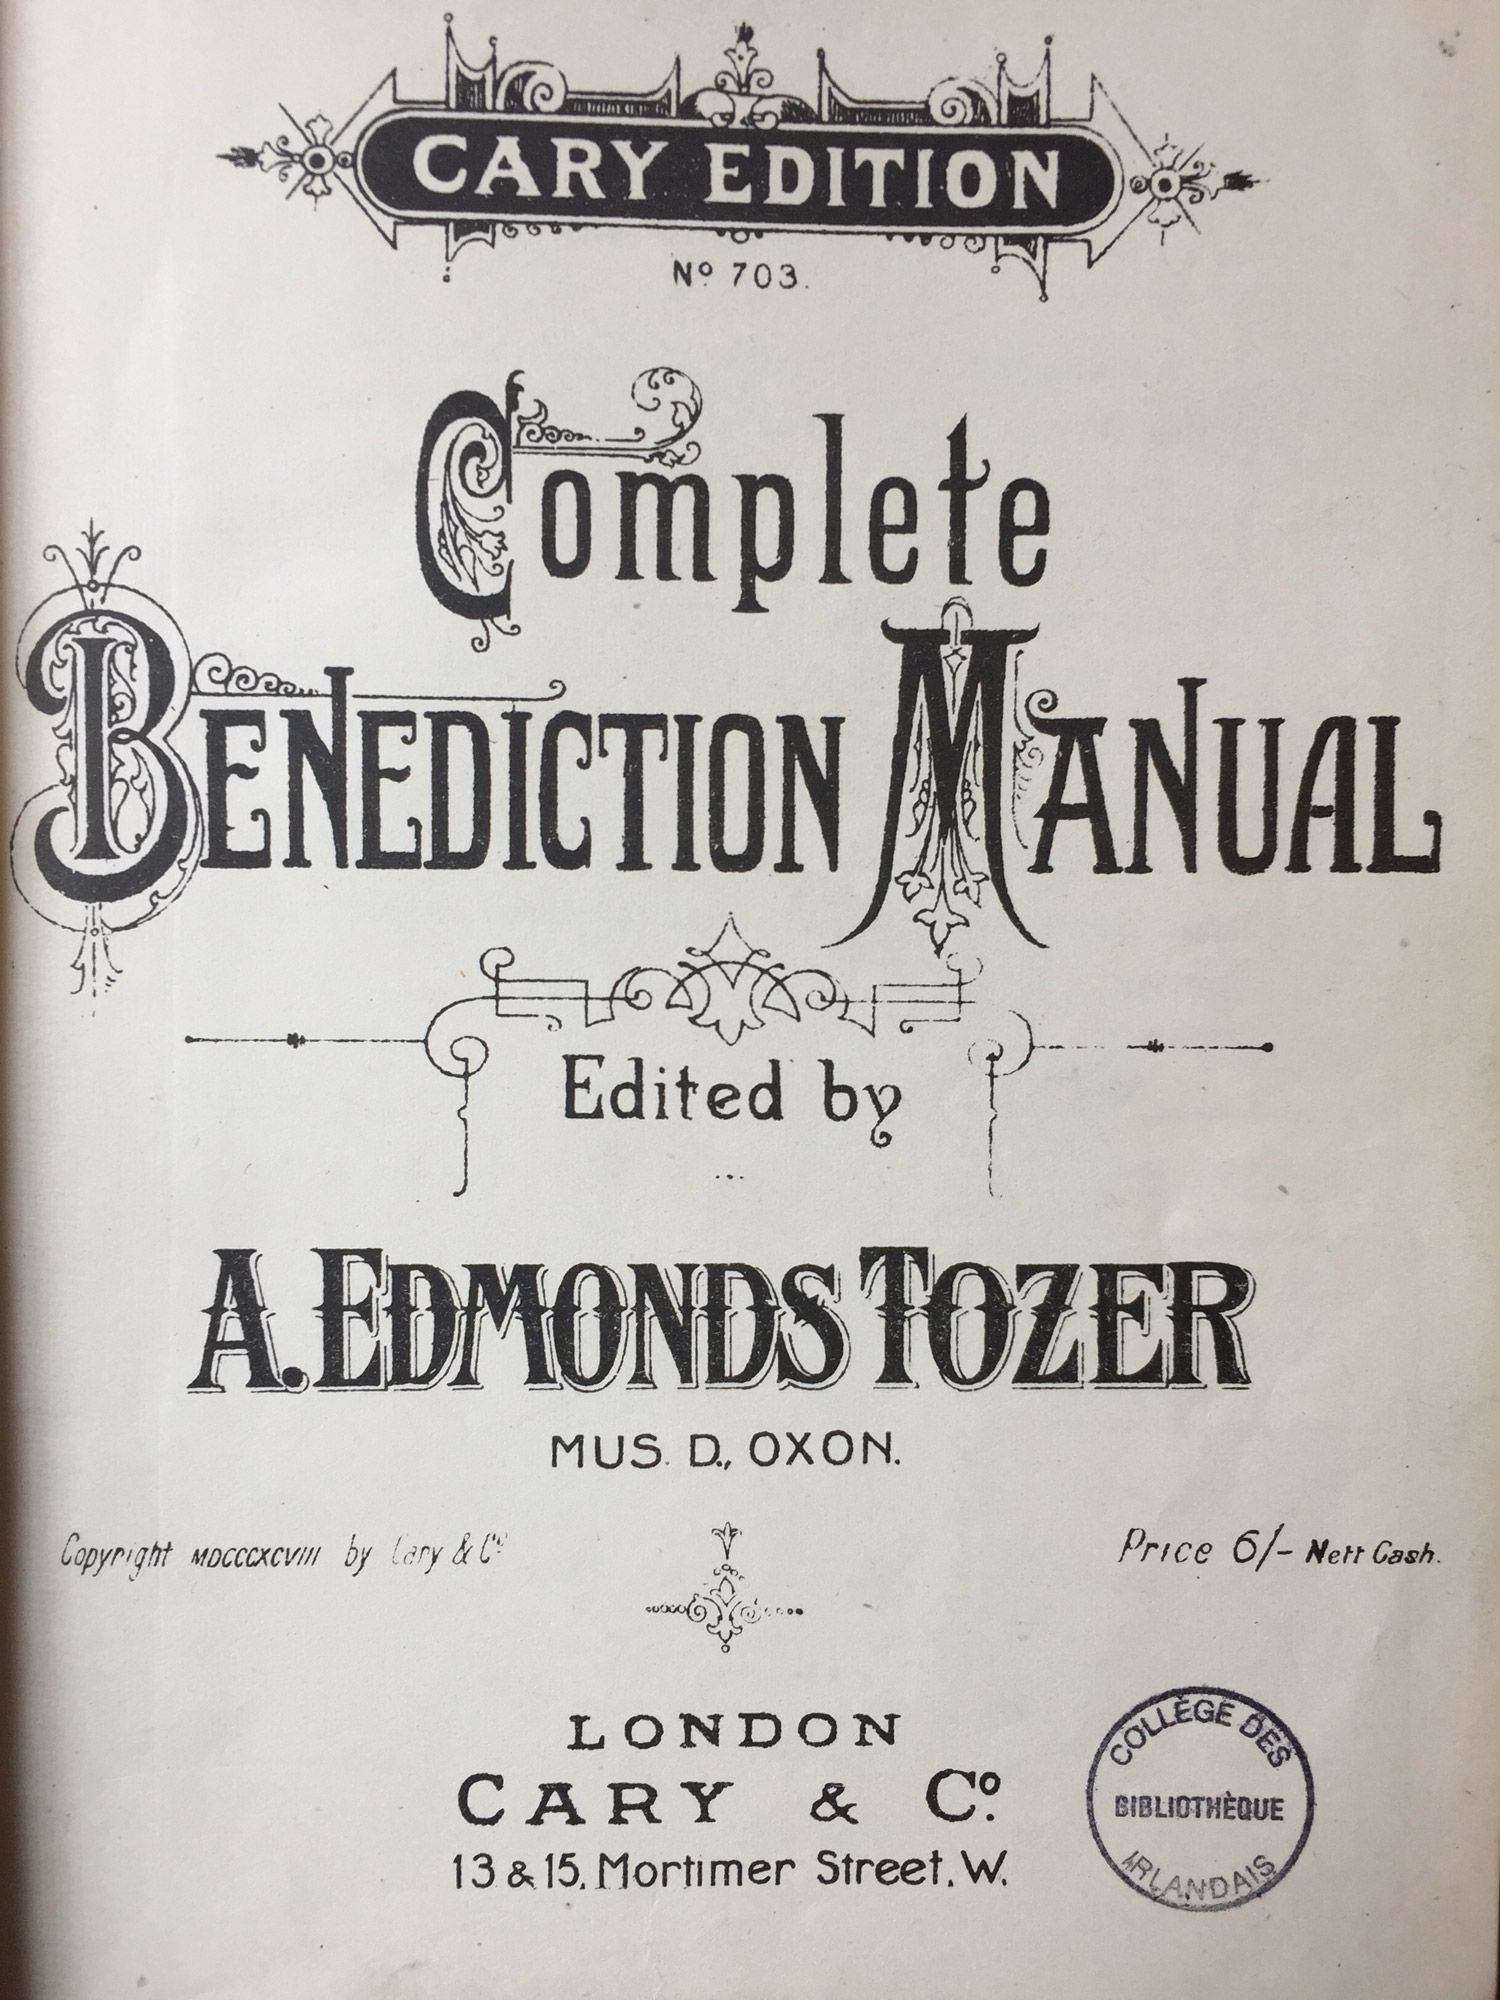 CARY EDITION
Nº 703.
Complete
BENEDICTION MANUAL
Edited by
A. EDMONDS TOZER
MUS. D., OXON.
Copyright MDCCCXCVIII by Cary & Cº
Price 6/- Nett Cash.
LONDON
CARY & Cº.
13 & 15, Mortimer Street. W.
COLLÈGE DES
BIBLIOTHÈQUE
IRLANDAIS